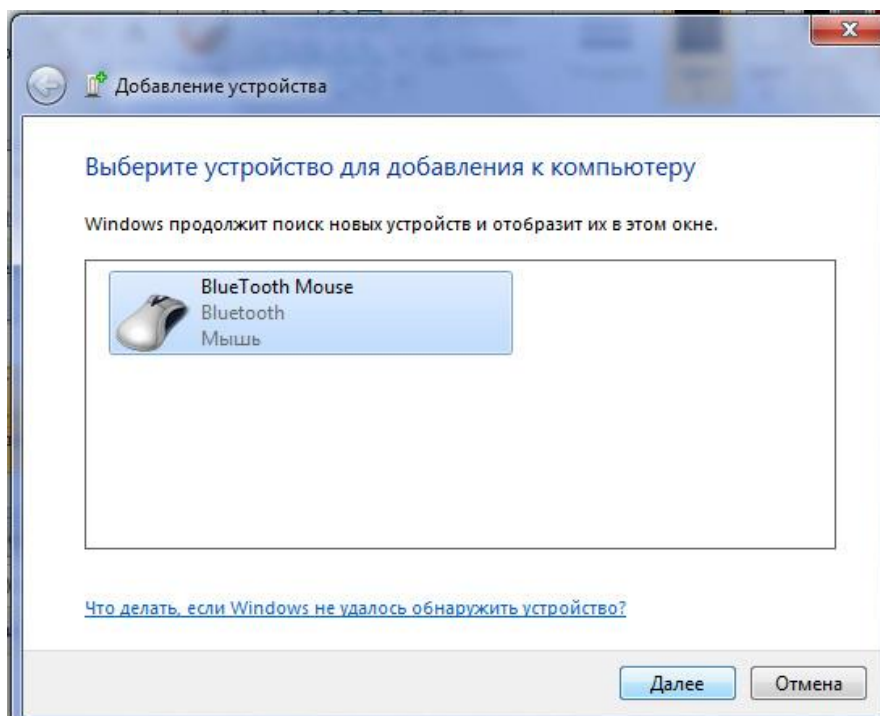 Добавление устройства
Выберите устройство для добавления к компьютеру
Windows продолжит поиск новых устройств и отобразит их в этом окне.
BlueTooth Mouse
Bluetooth
Мышь
Что делать, если Windows не удалось обнаружить устройство?
Далее
Отмена